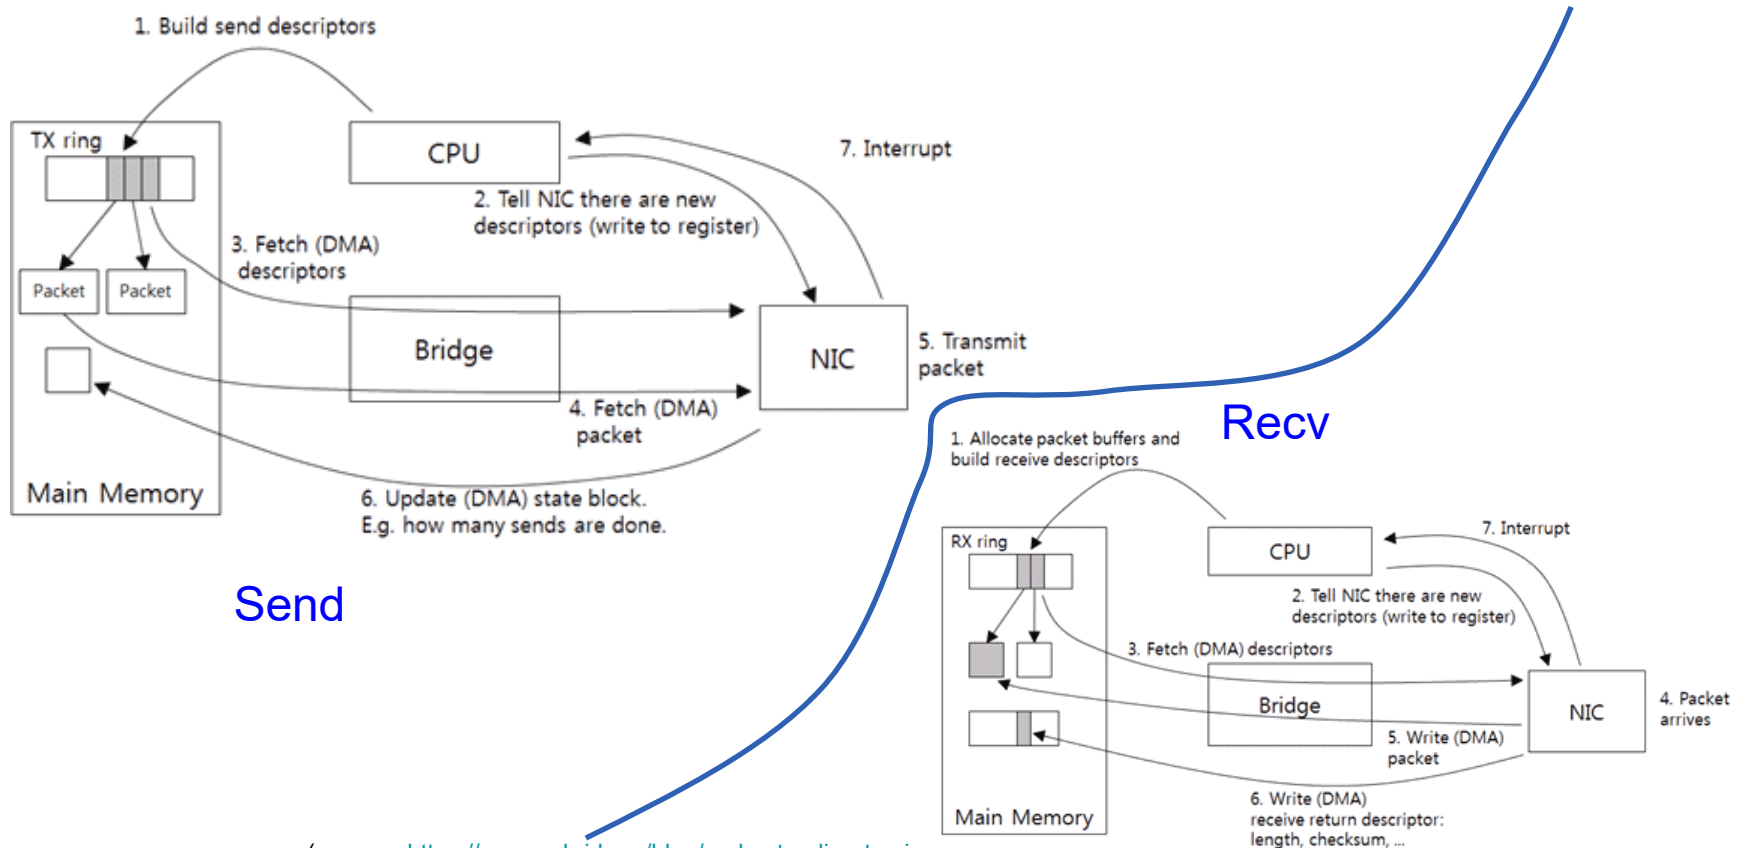 1. Build send descriptors
TX ring
CPU
7. Interrupt
2. Tell NIC there are new
descriptors (write to register)
3. Fetch (DMA)
descriptors
Packet
Packet
Bridge
NIC
5. Transmit
packet
4. Fetch (DMA)
packet
Main Memory
6. Update (DMA) state block.
E.g. how many sends are done.
Send
Recv
1. Allocate packet buffers and
build receive descriptors
RX ring
CPU
7. Interrupt
2. Tell NIC there are new
descriptors (write to register)
3. Fetch (DMA) descriptors
Bridge
NIC
4. Packet
arrives
5. Write (DMA)
packet
Main Memory
6. Write (DMA)
receive return descriptor:
length, checksum, ...